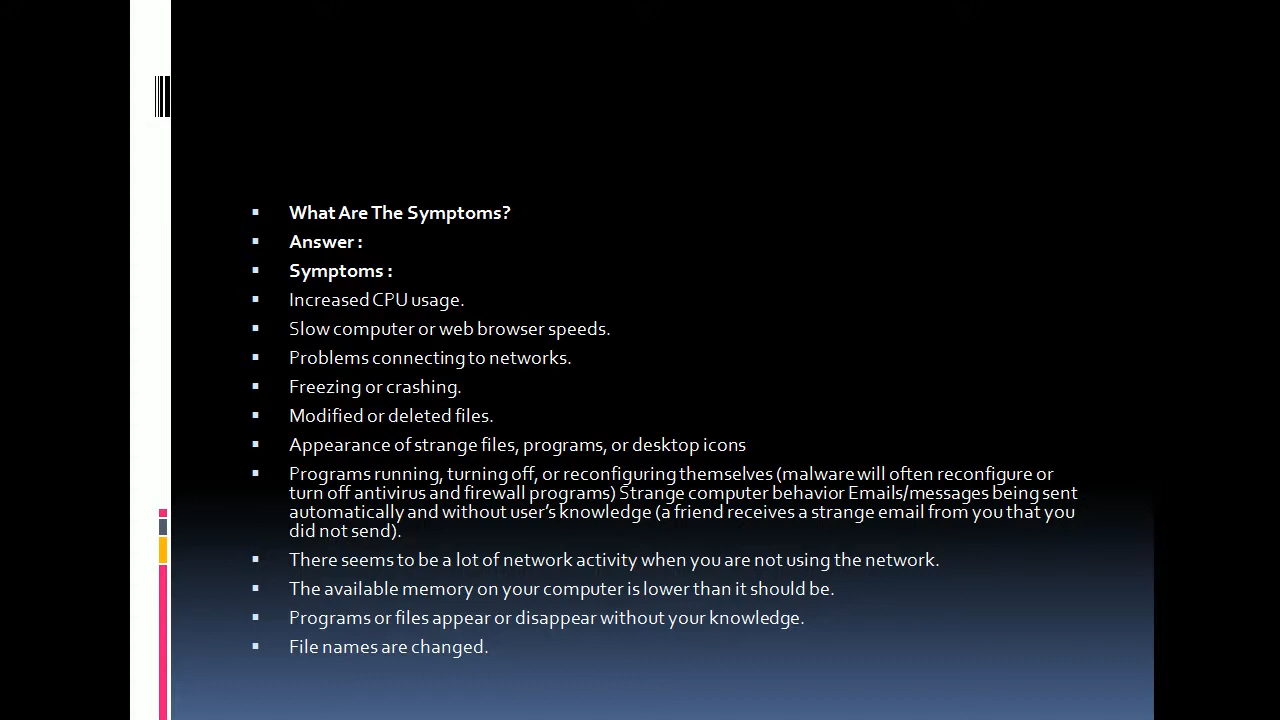 What Are The Symptoms?
Answer :
Symptoms :
Increased CPU usage.
Slow computer or web browser speeds.
Problems connecting to networks.
Freezing or crashing.
Modified or deleted files.
Appearance of strange files, programs, or desktop icons
Programs running, turning off, or reconfiguring themselves (malware will often reconfigure or
turn off antivirus and firewall programs) Strange computer behavior Emails/messages being sent
automatically and without user’s knowledge (a friend receives a strange email from you that you
did not send).
There seems to be a lot of network activity when you are not using the network.
The available memory on your computer is lower than it should be.
Programs or files appear or disappear without your knowledge.
File names are changed.